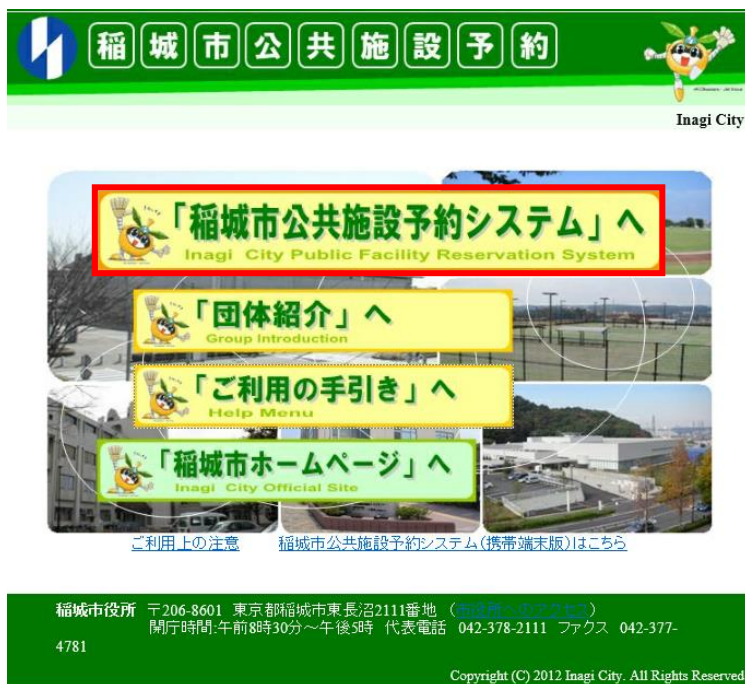 稲城市公共施設予約
Inagi City
「稲城市公共施設予約システム」へ
Inagi City Public Facility Reservation System
「団体紹介」へ
Group Introduction
「ご利用の手引き」へ
Help Menu
「稲城市ホームページ」へ
Inagi City Official Site
ご利用上の注意 稲城市公共施設予約システム(携帯端末版)はこちら
稲城市役所 〒206-8601 東京都稲城市東長沼2111番地 (市役所へのアクセス)
開庁時間:午前8時30分～午後5時 代表電話 042-378-2111 ファクス 042-377-
4781
Copyright (C) 2012 Inagi City. All Rights Reserved